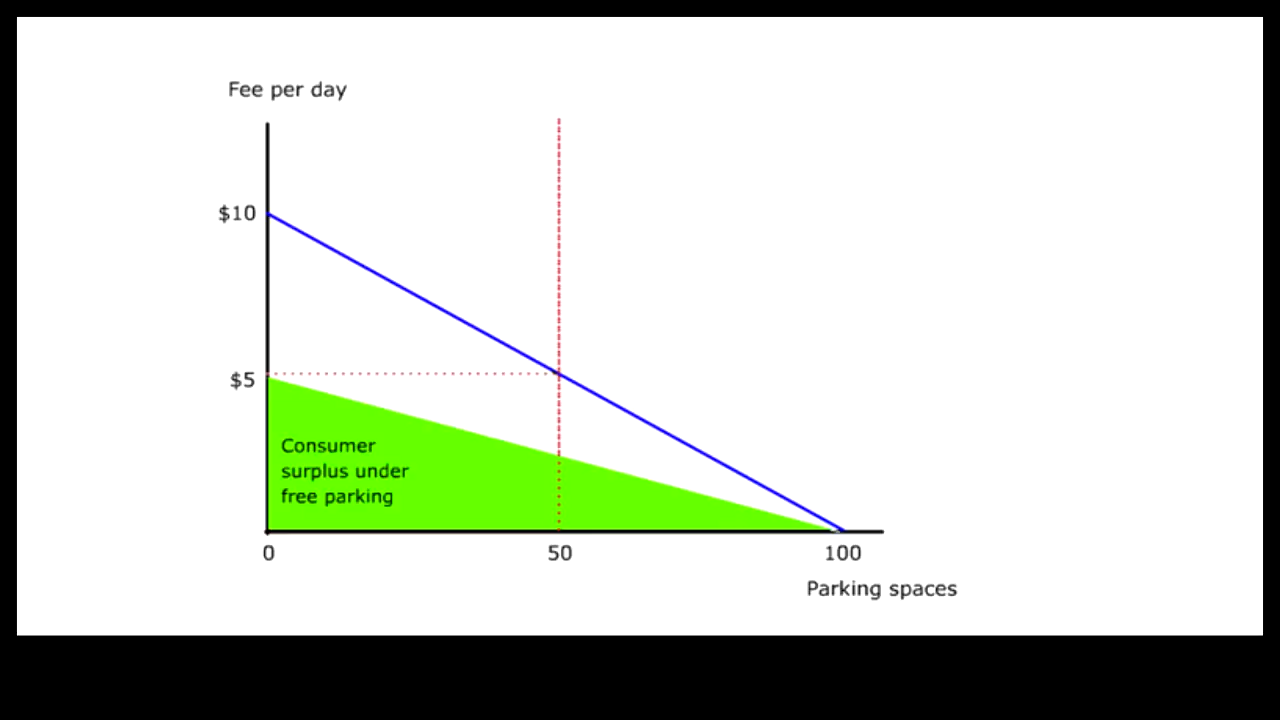 Fee per day
$10
$5
Consumer
surplus under
free parking
0
50
100
Parking spaces